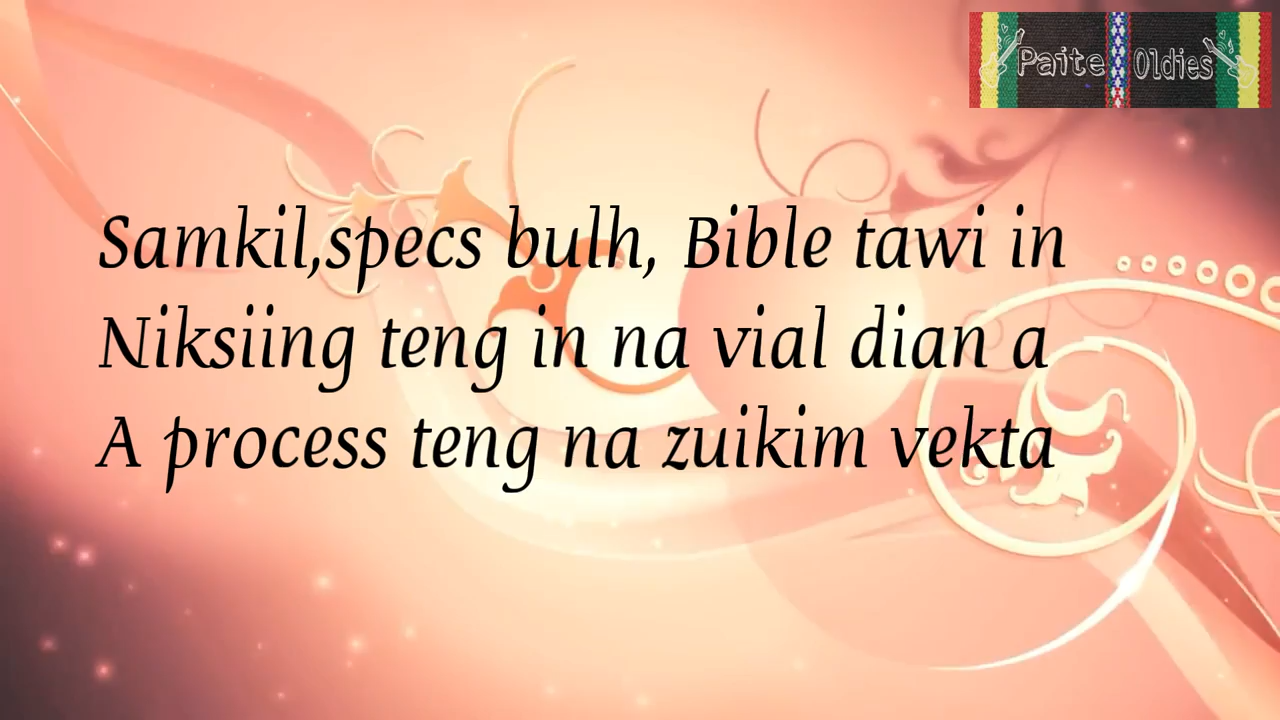 Paite Oldies
Samkil,specs bulh, Bible tawi in
Niksiing teng in na vial dian a
A process teng na zuikim vekta